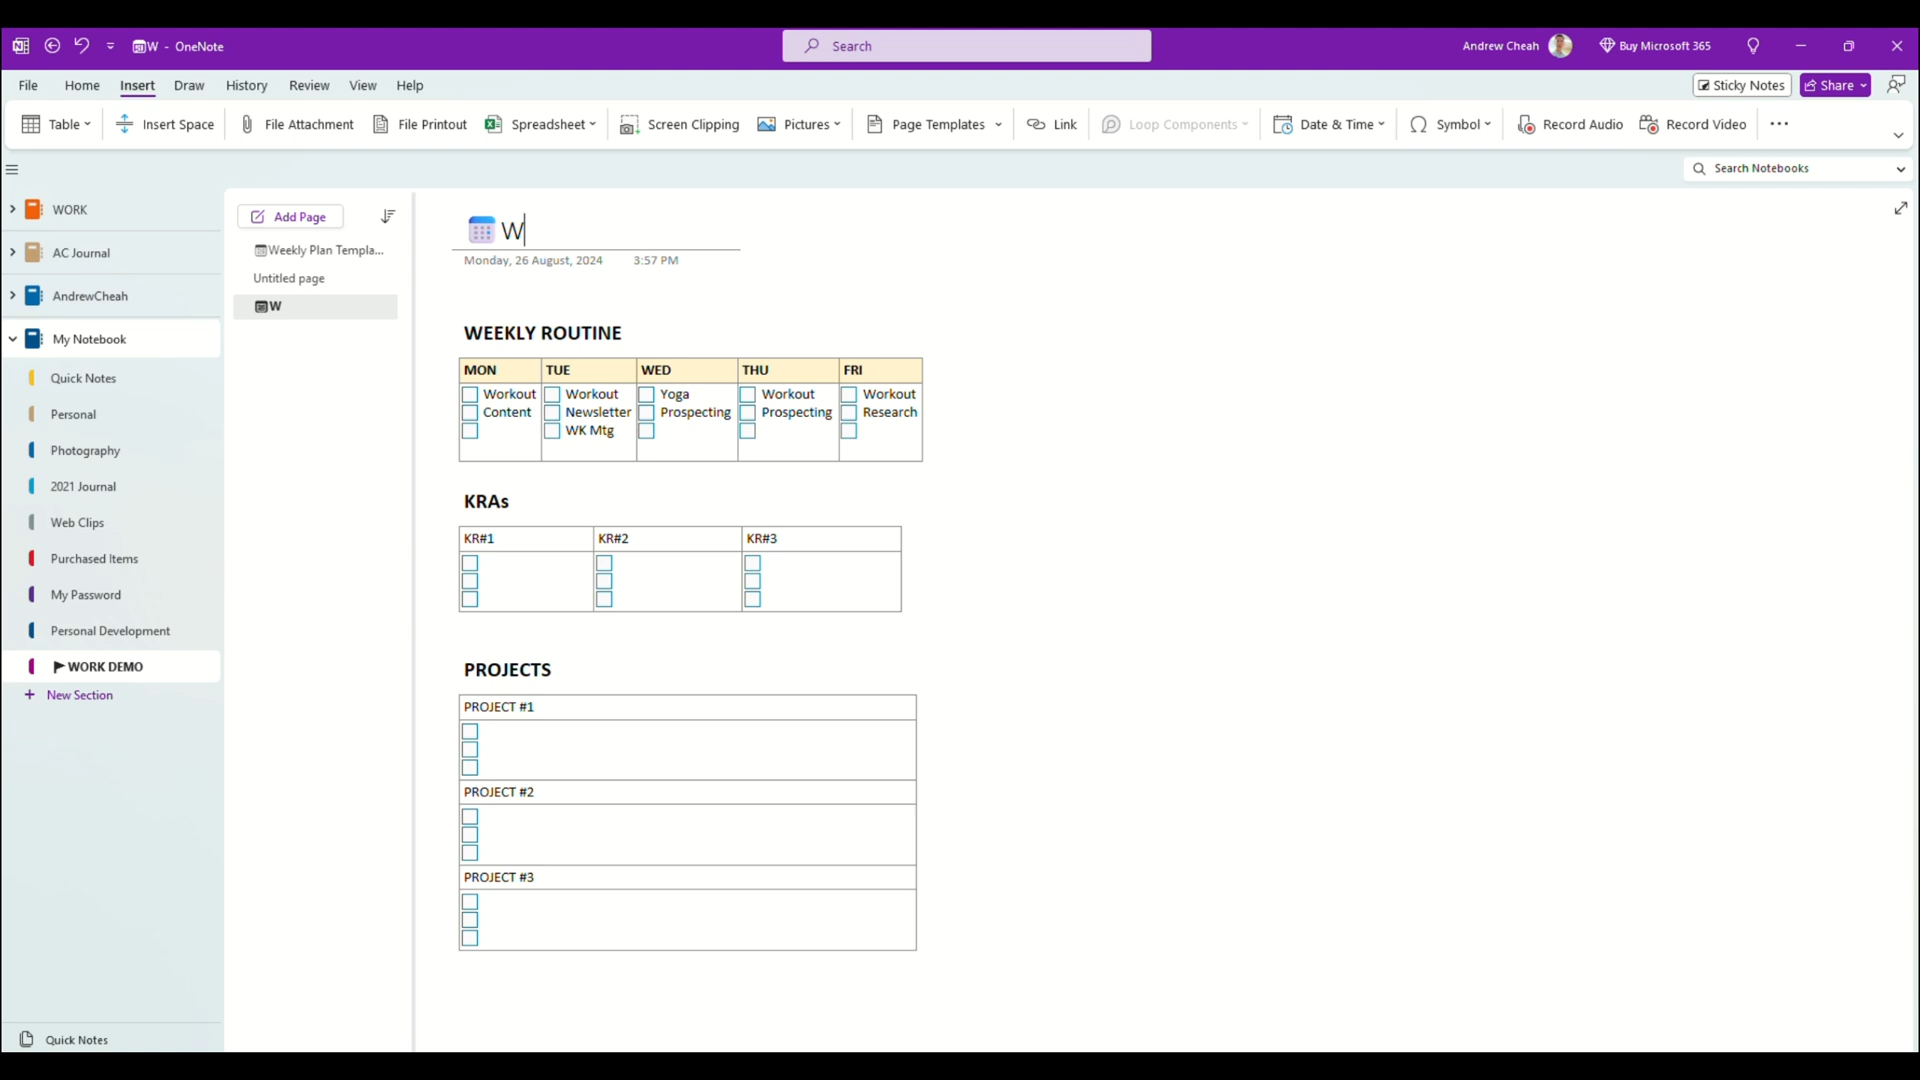 W - OneNote
Search
Andrew Cheah
Buy Microsoft 365
File Home Insert Draw History Review View Help
Sticky Notes
Share
Table
Insert Space
File Attachment
File Printout
Spreadsheet
Screen Clipping
Pictures
Page Templates
Link
Loop Components
Date & Time
Symbol
Record Audio
Record Video
Search Notebooks
WORK
AC Journal
AndrewCheah
My Notebook
Quick Notes
Personal
Photography
2021 Journal
Web Clips
Purchased Items
My Password
Personal Development
WORK DEMO
+ New Section
Quick Notes
Add Page
Weekly Plan Templa...
Untitled page
W
W
Monday, 26 August, 2024 3:57 PM
WEEKLY ROUTINE
MON TUE WED THU FRI
Workout Workout Yoga Workout Workout
Content Newsletter Prospecting Prospecting Research
WK Mtg
KRAs
KR#1 KR#2 KR#3
PROJECTS
PROJECT #1
PROJECT #2
PROJECT #3